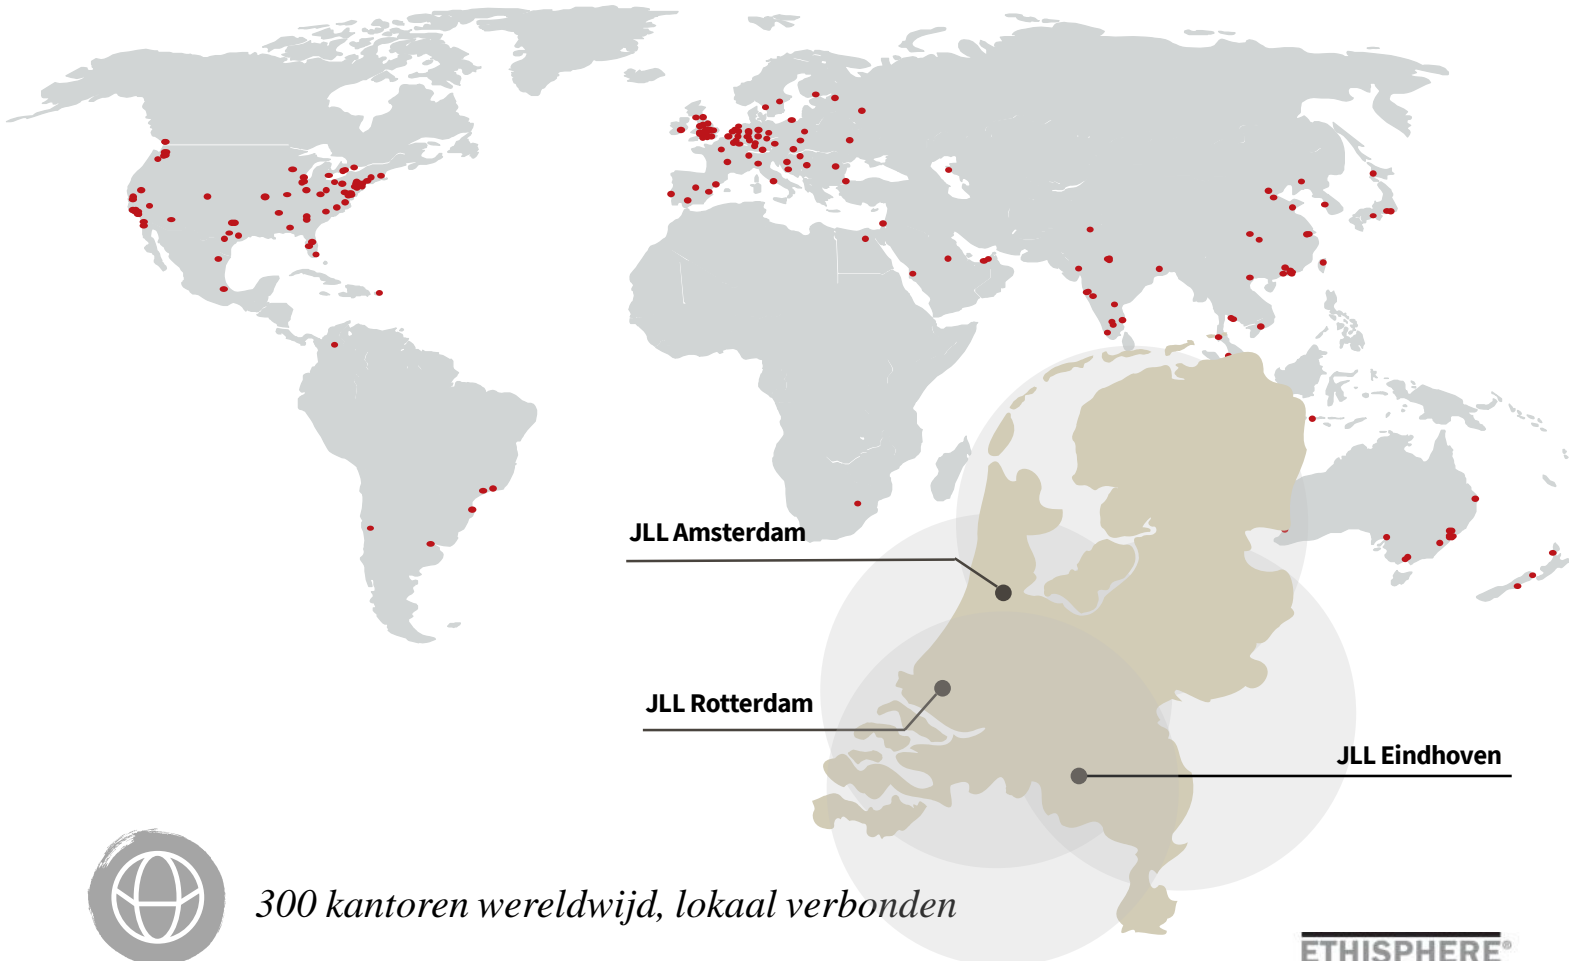 JLL Amsterdam
JLL Rotterdam
JLL Eindhoven
300 kantoren wereldwijd, lokaal verbonden
ETHISPHERE®